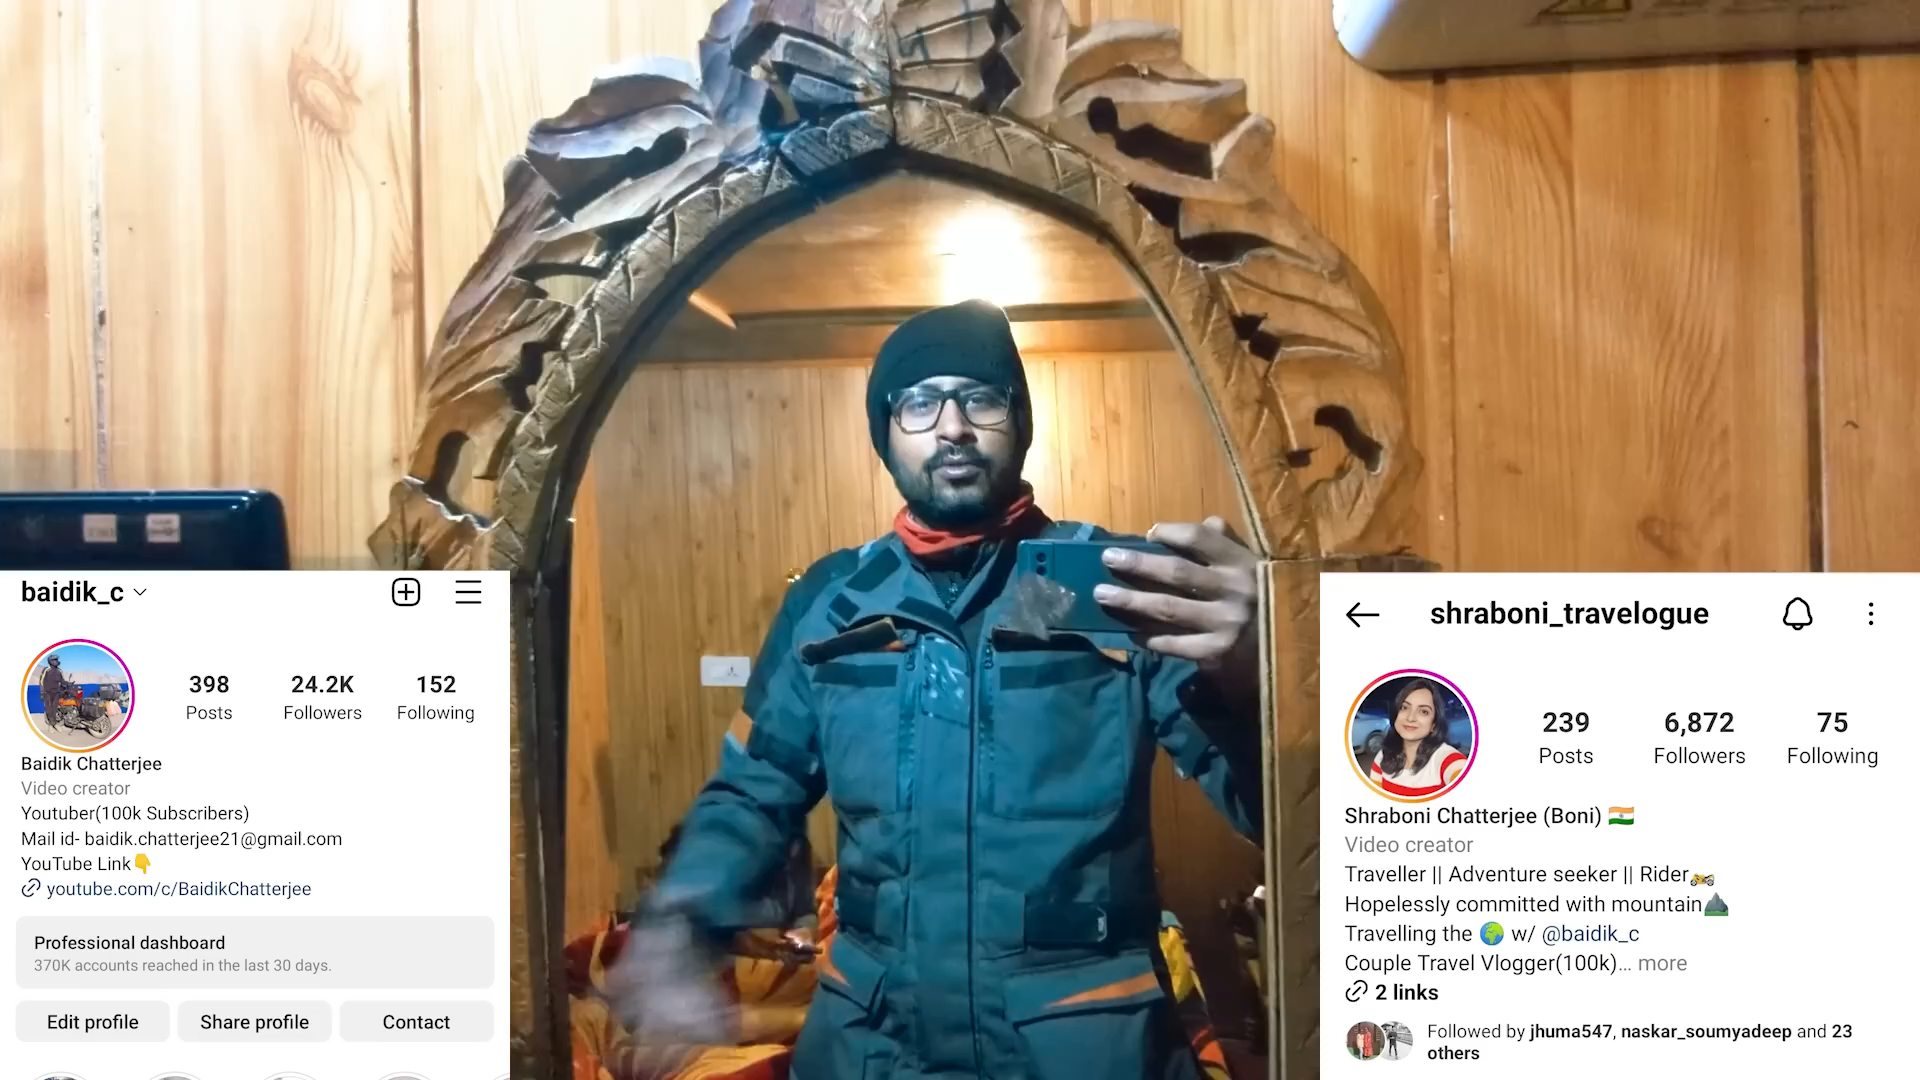 baidik_c
398
Posts
24.2K
Followers
152
Following
Baidik Chatterjee
Video creator
Youtuber(100k Subscribers)
Mail id- baidik.chatterjee21@gmail.com
YouTube Link👇
youtube.com/c/BaidikChatterjee
Professional dashboard
370K accounts reached in the last 30 days.
Edit profile
Share profile
Contact
shraboni_travelogue
239
Posts
6,872
Followers
75
Following
Shraboni Chatterjee (Boni) 🇮🇳
Video creator
Traveller || Adventure seeker || Rider🏍️
Hopelessly committed with mountain⛰️
Travelling the 🌍 w/ @baidik_c
Couple Travel Vlogger(100k)... more
2 links
Followed by jhuma547, naskar_soumyadeep and 23
others